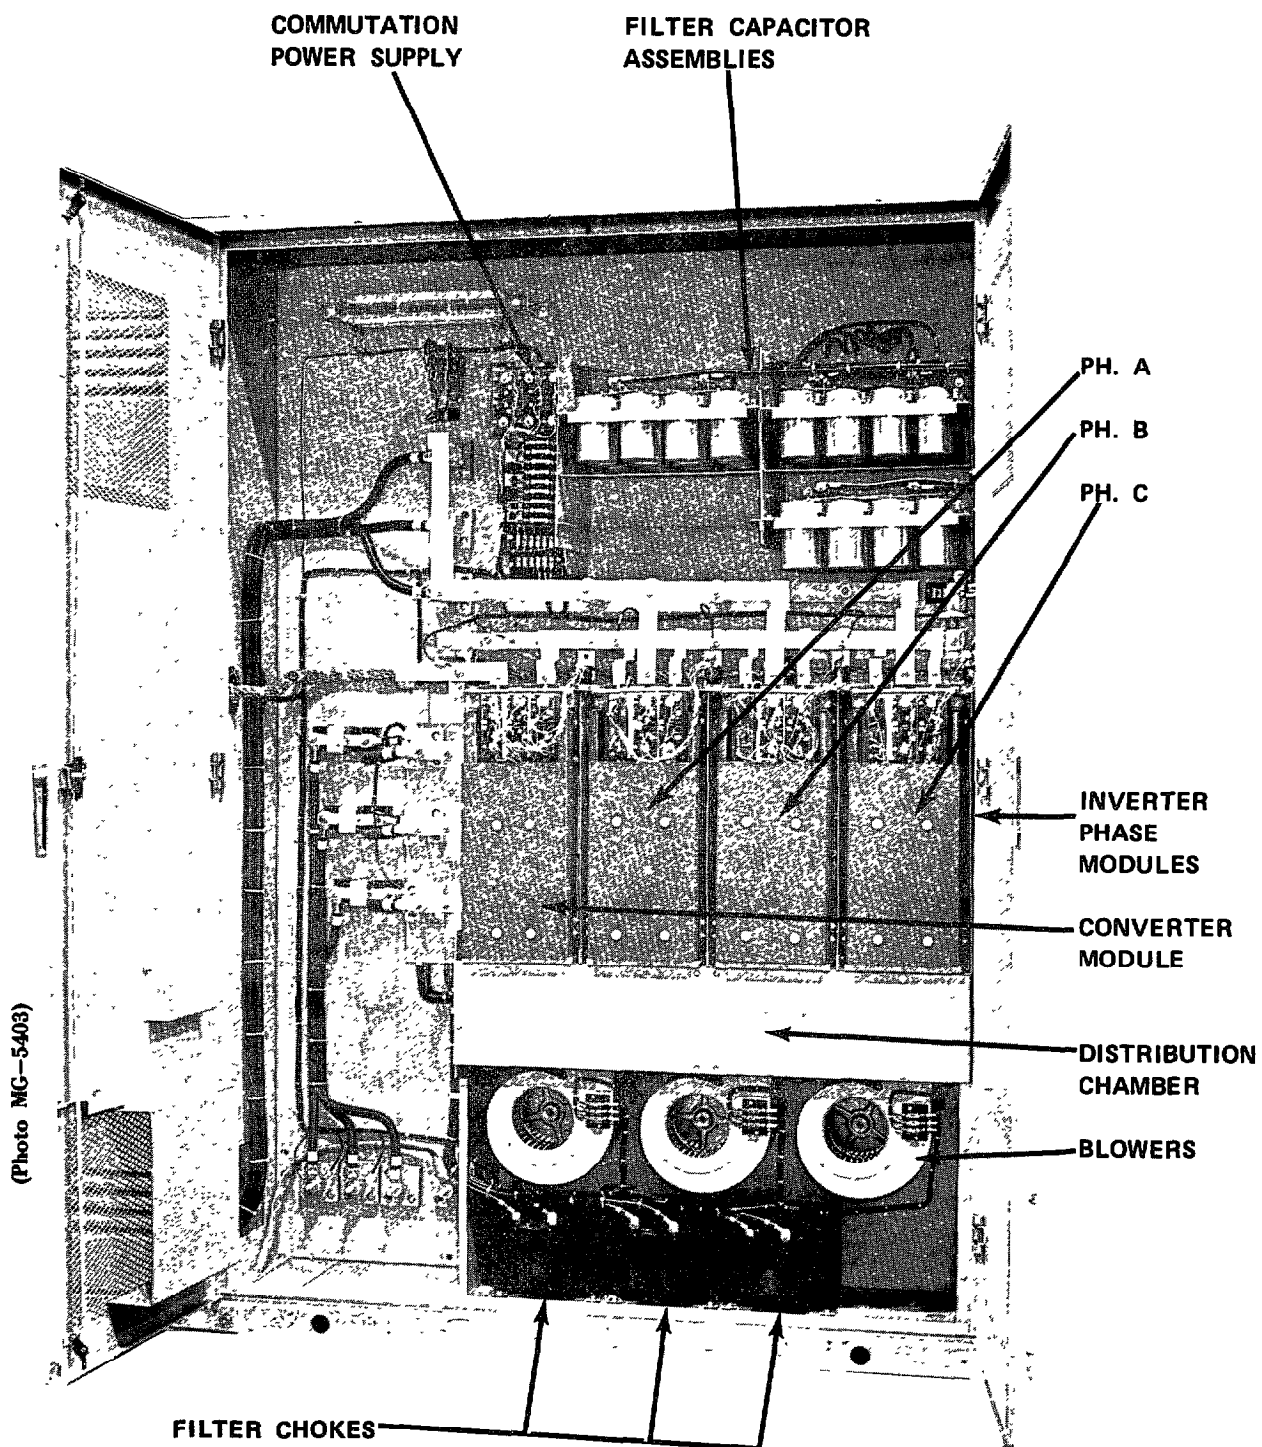 COMMUTATION
POWER SUPPLY
FILTER CAPACITOR
ASSEMBLIES
PH. A
PH. B
PH. C
INVERTER
PHASE
MODULES
CONVERTER
MODULE
DISTRIBUTION
CHAMBER
BLOWERS
FILTER CHOKES
(Photo MG-5403)